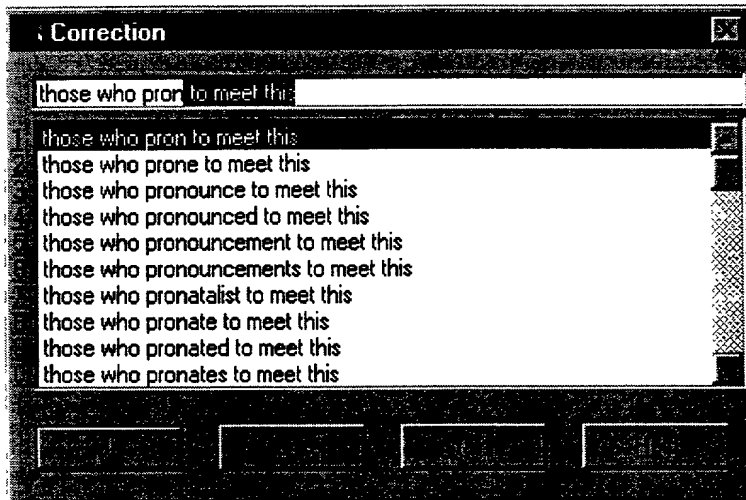 Correction
those who pron to meet this
those who pron to meet this
those who prone to meet this
those who pronounce to meet this
those who pronounced to meet this
those who pronouncement to meet this
those who pronouncements to meet this
those who pronatalist to meet this
those who pronate to meet this
those who pronated to meet this
those who pronates to meet this